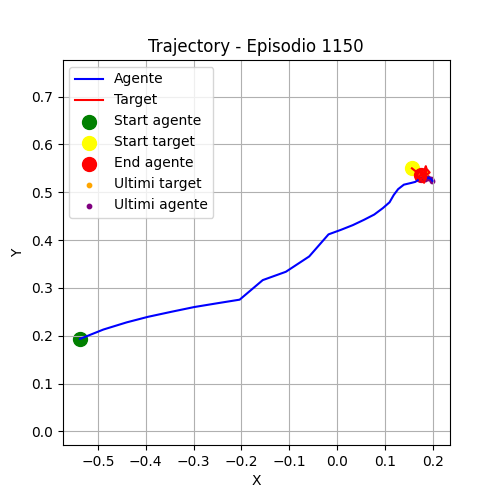 Trajectory - Episodio 1150
Agente
Target
Start agente
Start target
End agente
Ultimi target
Ultimi agente
Y
0.7
0.6
0.5
0.4
0.3
0.2
0.1
0.0
−0.5 −0.4 −0.3 −0.2 −0.1 0.0 0.1 0.2
X